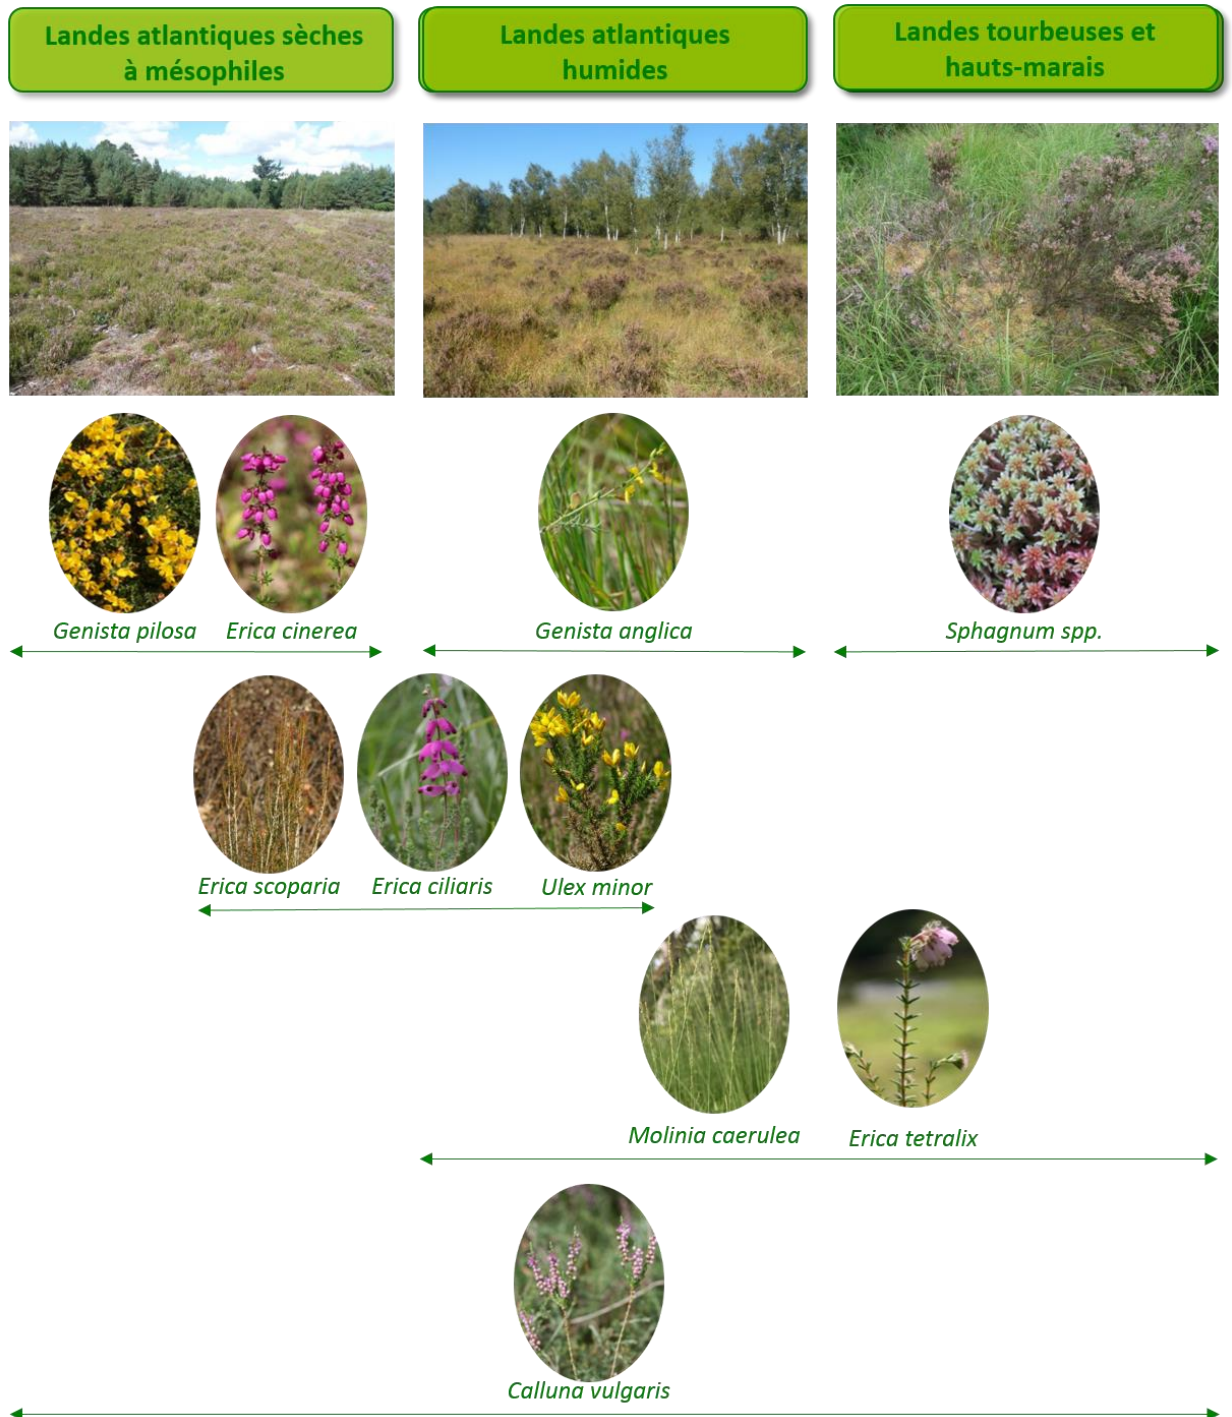 Landes atlantiques sèches
à mésophiles
Landes atlantiques
humides
Landes tourbeuses et
hauts-marais
Genista pilosa
Erica cinerea
Genista anglica
Sphagnum spp.
Erica scoparia
Erica ciliaris
Ulex minor
Molinia caerulea
Erica tetralix
Calluna vulgaris